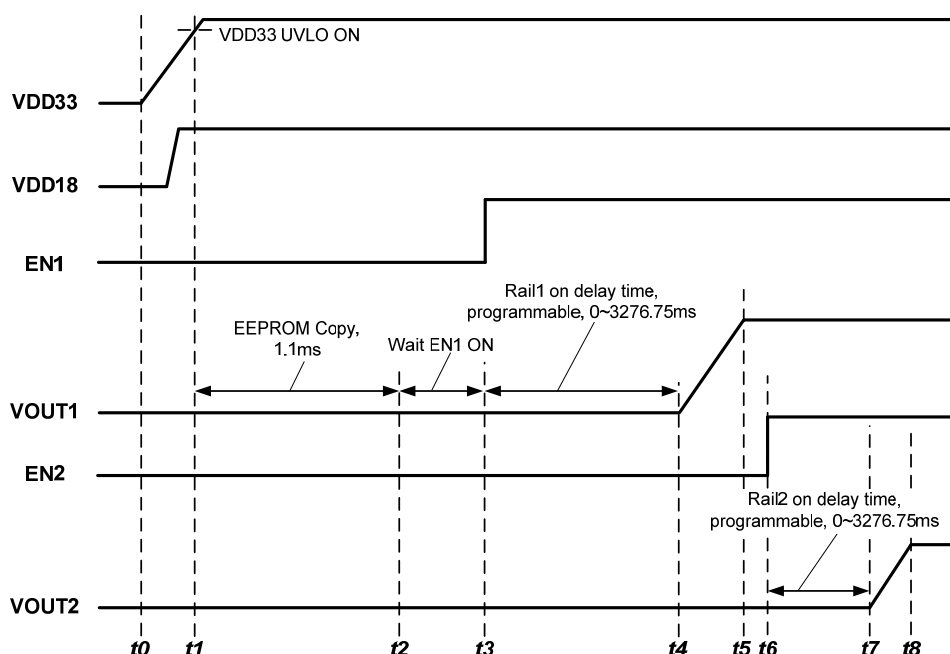 VDD33 UVLO ON
VDD33
VDD18
EN1
Rail1 on delay time,
programmable, 0~3276.75ms
EEPROM Copy,
1.1ms
Wait EN1 ON
VOUT1
EN2
Rail2 on delay time,
programmable, 0~3276.75ms
VOUT2
t0 t1 t2 t3 t4 t5 t6 t7 t8